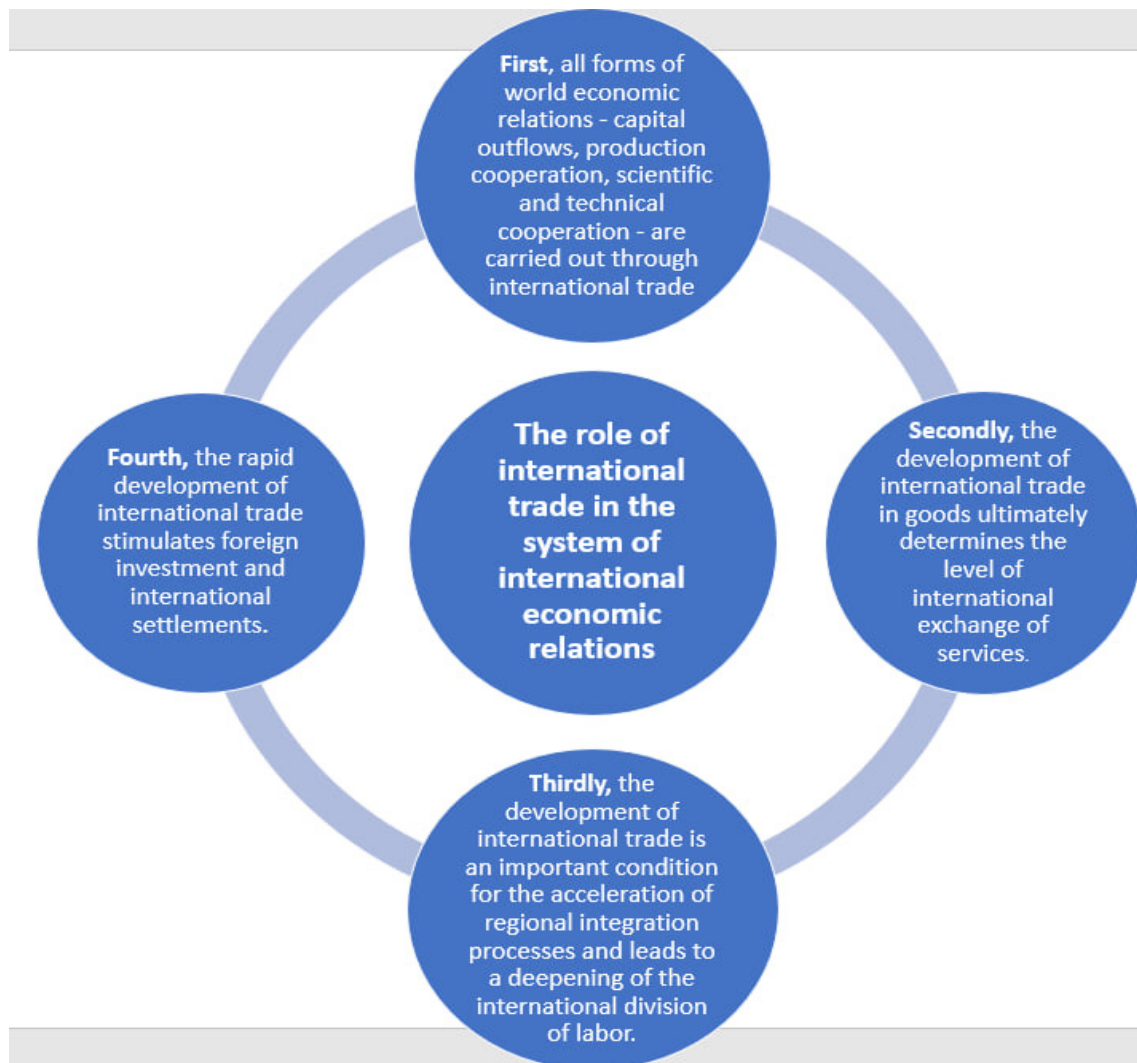 First, all forms of
world economic
relations - capital
outflows, production
cooperation, scientific
and technical
cooperation - are
carried out through
international trade
The role of
international
trade in the
system of
international
economic
relations
Secondly, the
development of
international trade
in goods ultimately
determines the
level of
international
exchange of
services.
Thirdly, the
development of
international trade is
an important condition
for the acceleration of
regional integration
processes and leads to
a deepening of the
international division
of labor.
Fourth, the rapid
development of
international trade
stimulates foreign
investment and
international
settlements.